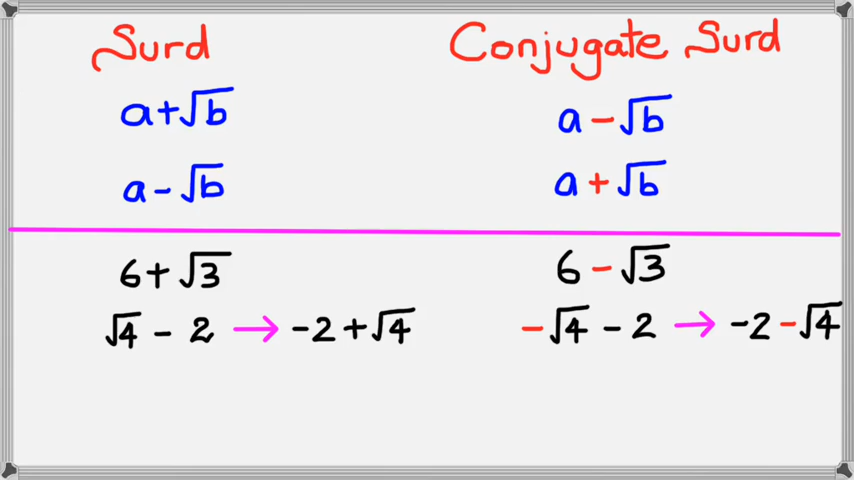 Surd Conjugate Surd
a+√b a-√b
a-√b a+√b
6+√3 6-√3
√4 - 2 → -2+√4 -√4 - 2 → -2-√4